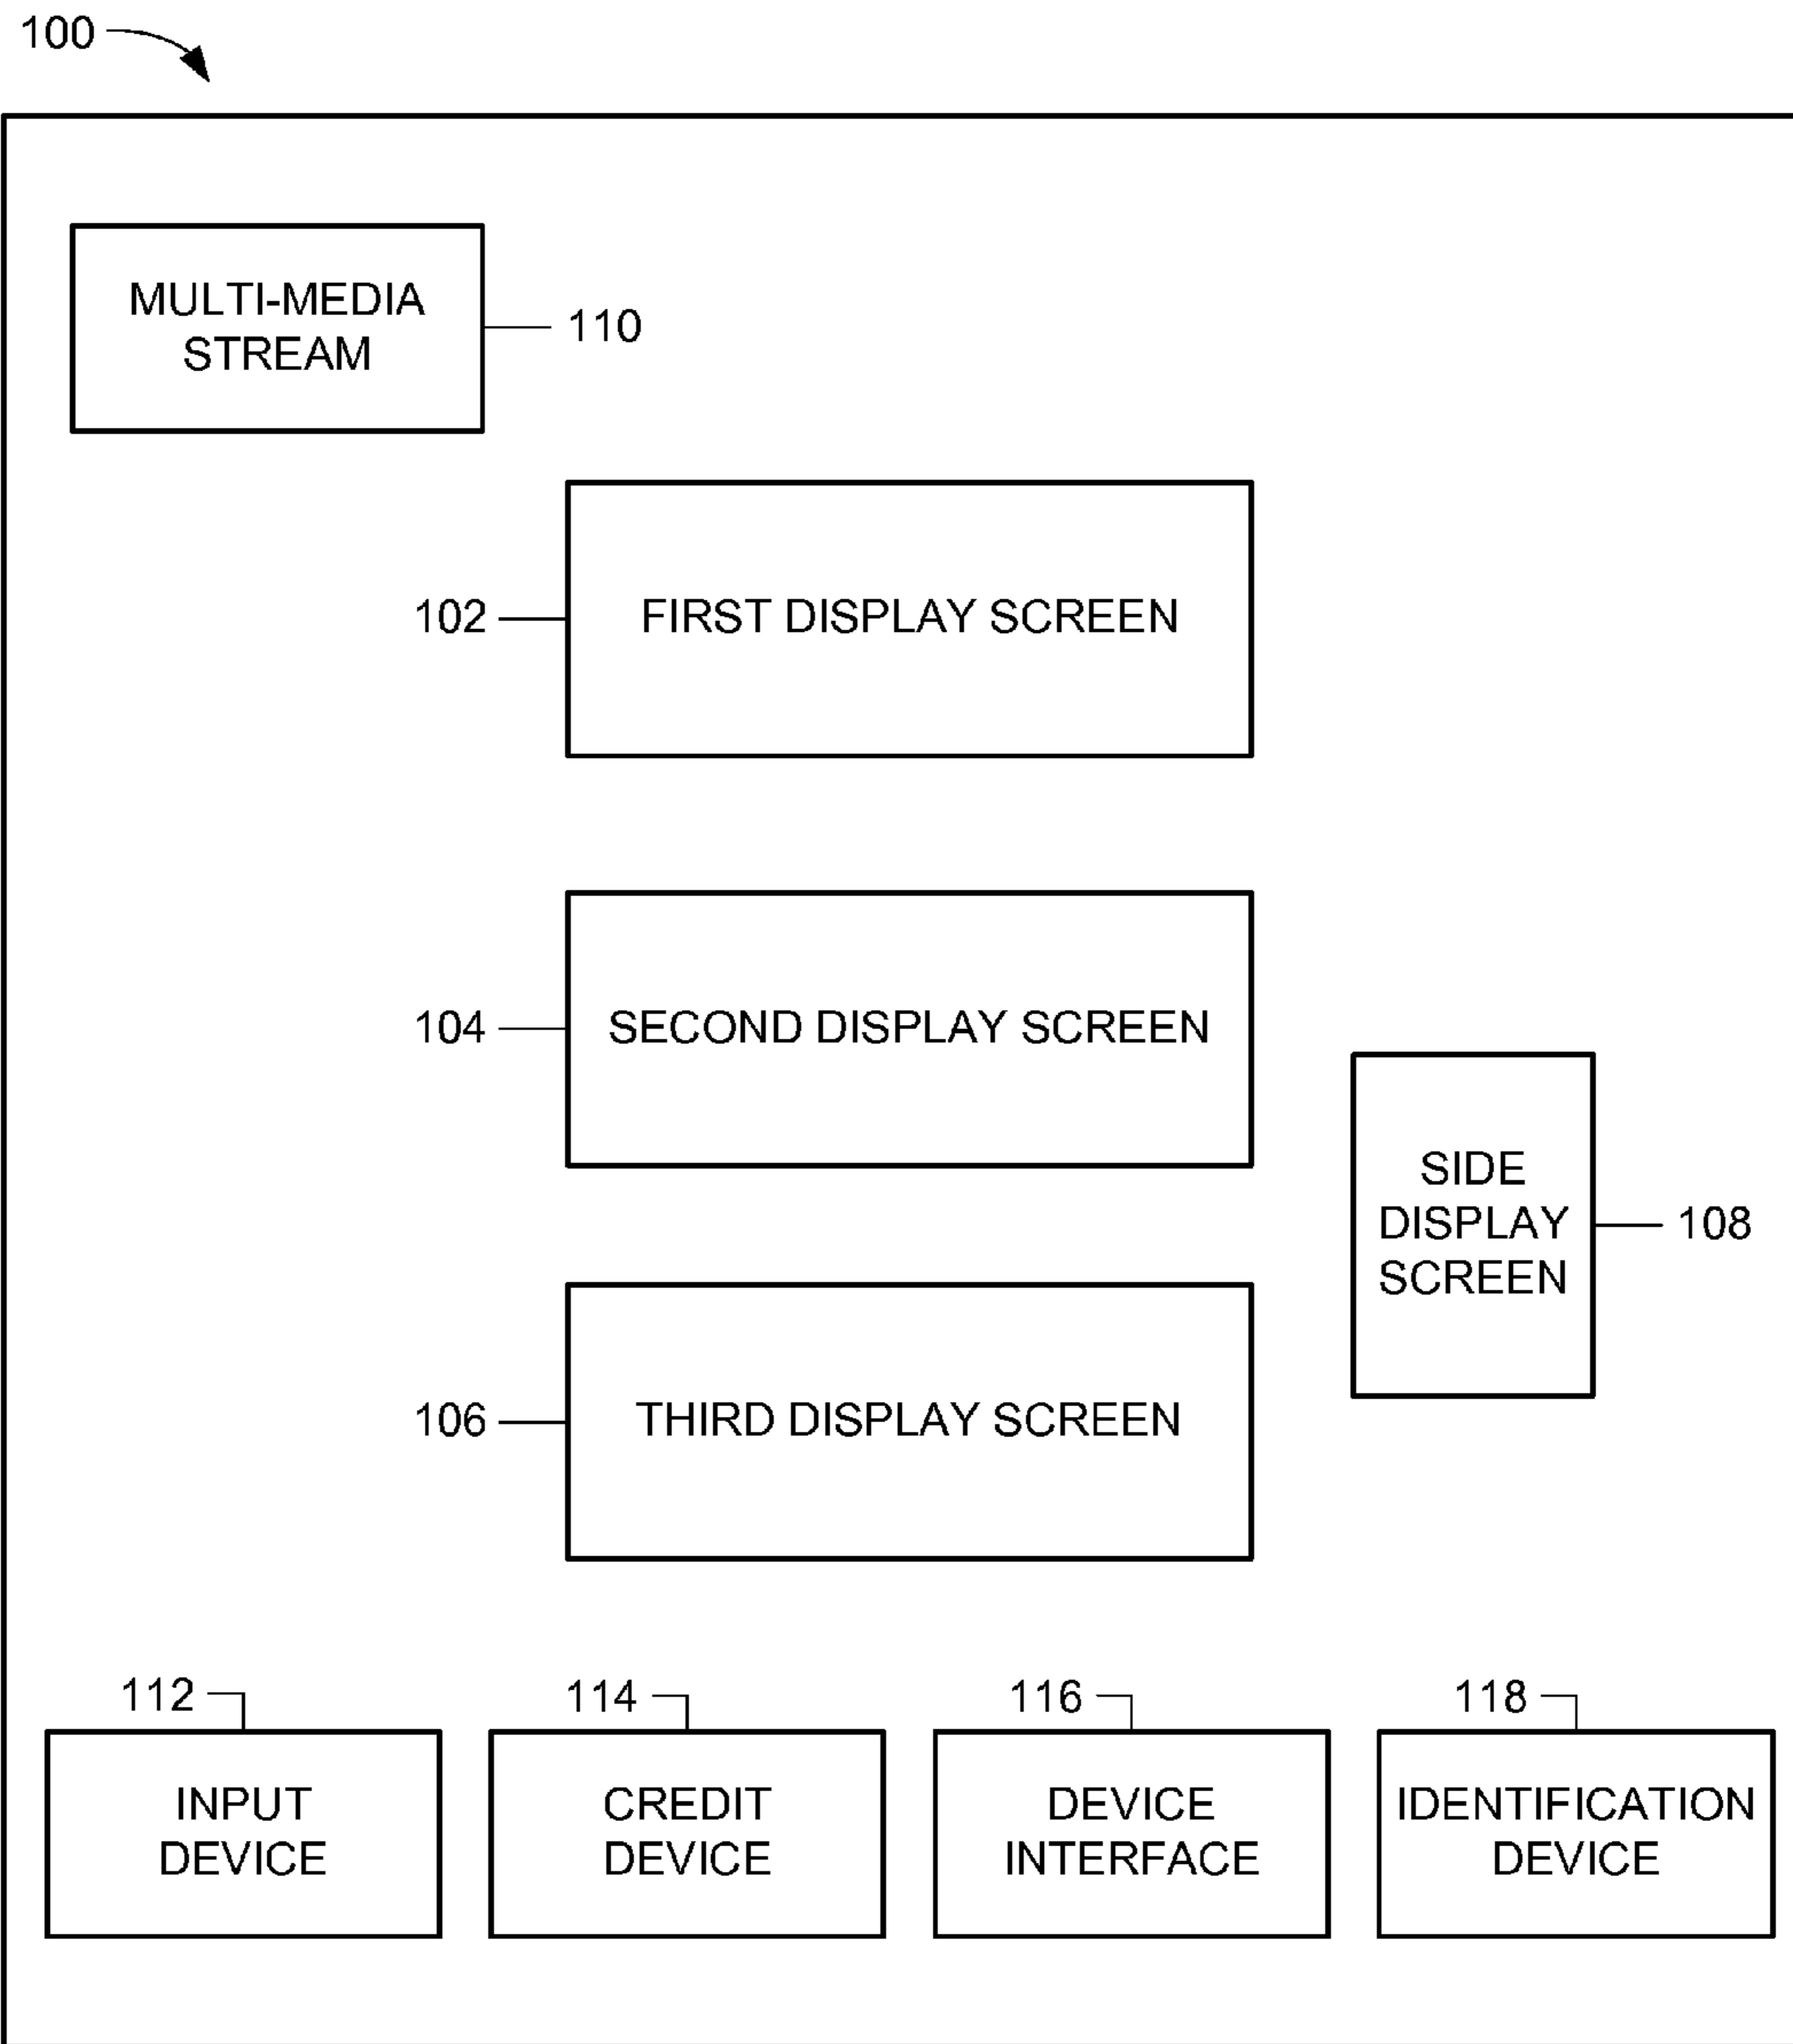 100
MULTI-MEDIA
STREAM
110
102
FIRST DISPLAY SCREEN
104
SECOND DISPLAY SCREEN
SIDE
DISPLAY
SCREEN
108
106
THIRD DISPLAY SCREEN
112
INPUT
DEVICE
114
CREDIT
DEVICE
116
DEVICE
INTERFACE
118
IDENTIFICATION
DEVICE